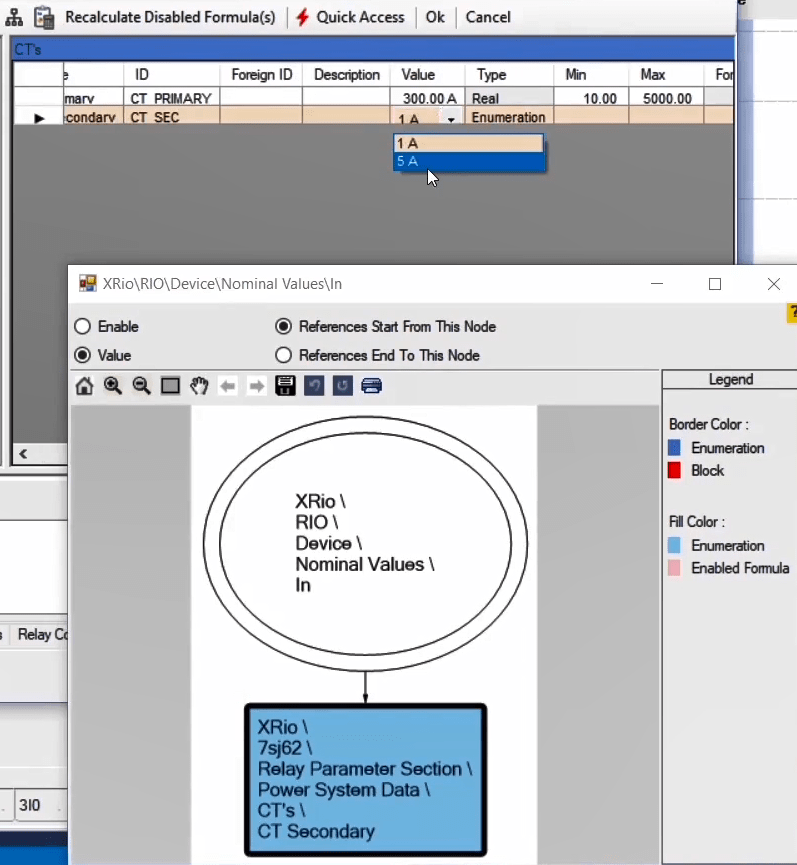 Recalculate Disabled Formula(s) Quick Access Ok Cancel
CT's
ID Foreign ID Description Value Type Min Max
CT_PRIMARY 300.00 A Real 10.00 5000.00
CT_SEC 1 A Enumeration
1 A
5 A
XRio\RIO\Device\Nominal Values\In
Enable References Start From This Node
Value References End To This Node
Legend
Border Color :
Enumeration
Block
Fill Color :
Enumeration
Enabled Formula
XRio \
RIO \
Device \
Nominal Values \
In
XRio \
7sj62 \
Relay Parameter Section \
Power System Data \
CT's \
CT Secondary
Relay Co
3I0